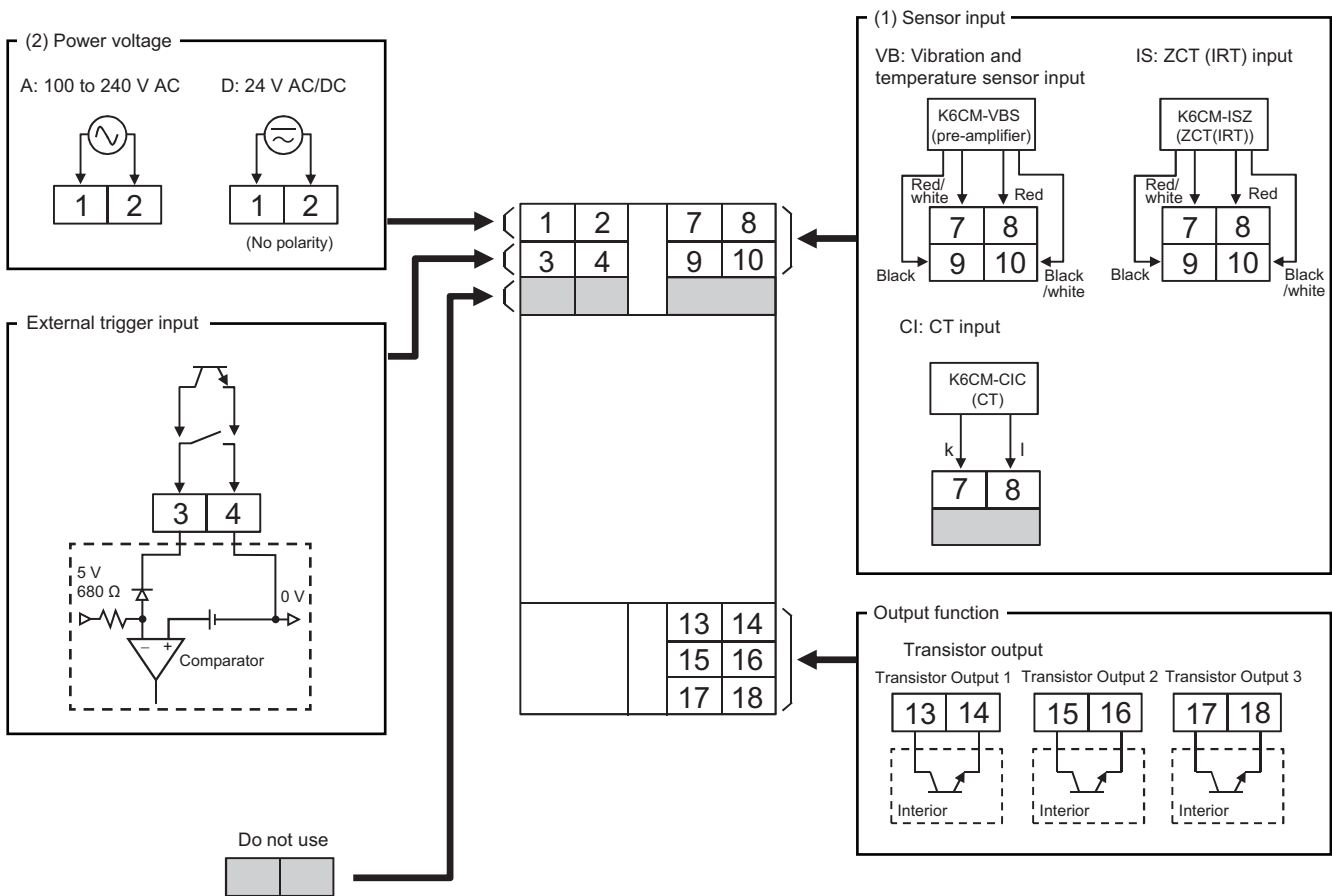 (2) Power voltage
A: 100 to 240 V AC
D: 24 V AC/DC
1 2
1 2
(No polarity)
External trigger input
3 4
5 V
680 Ω
0 V
– +
Comparator
Do not use
1 2 7 8
3 4 9 10
13 14
15 16
17 18
(1) Sensor input
VB: Vibration and
temperature sensor input
K6CM-VBS
(pre-amplifier)
Red/
white
Red
7 8
9 10
Black
Black
/white
IS: ZCT (IRT) input
K6CM-ISZ
(ZCT(IRT))
Red/
white
Red
7 8
9 10
Black
Black
/white
CI: CT input
K6CM-CIC
(CT)
k l
7 8
Output function
Transistor output
Transistor Output 1 Transistor Output 2 Transistor Output 3
13 14 15 16 17 18
Interior Interior Interior